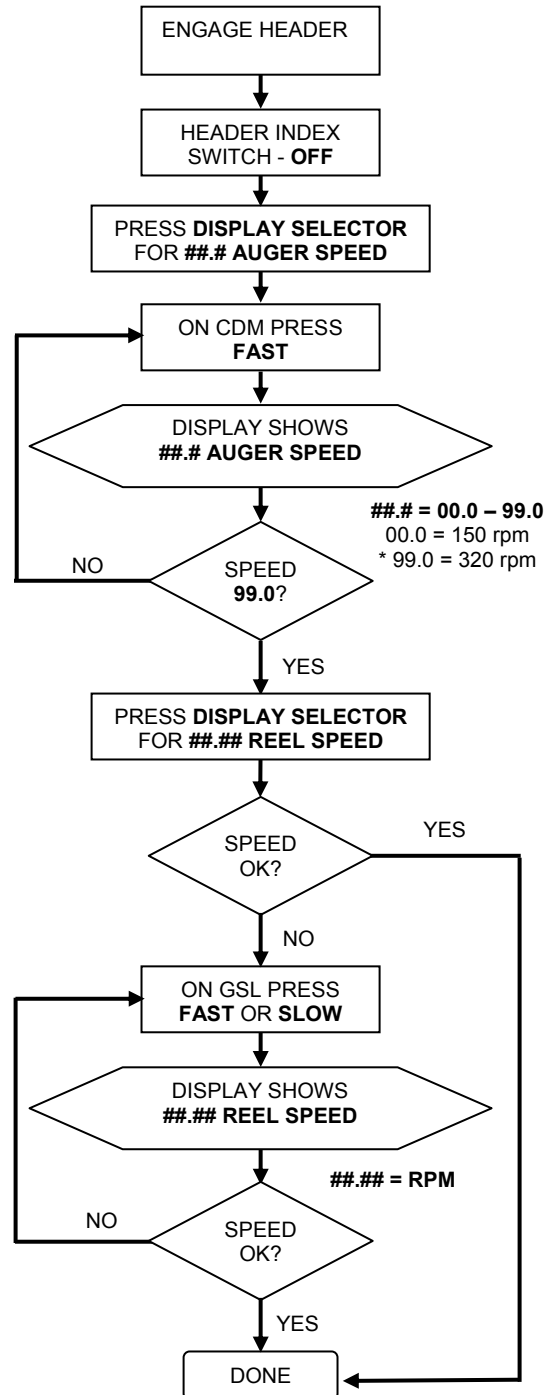 ENGAGE HEADER
HEADER INDEX
SWITCH - OFF
PRESS DISPLAY SELECTOR
FOR ##.# AUGER SPEED
ON CDM PRESS
FAST
DISPLAY SHOWS
##.# AUGER SPEED
##.# = 00.0 – 99.0
00.0 = 150 rpm
* 99.0 = 320 rpm
NO
SPEED
99.0?
YES
PRESS DISPLAY SELECTOR
FOR ##.## REEL SPEED
SPEED
OK?
YES
NO
ON GSL PRESS
FAST OR SLOW
DISPLAY SHOWS
##.## REEL SPEED
##.## = RPM
NO
SPEED
OK?
YES
DONE